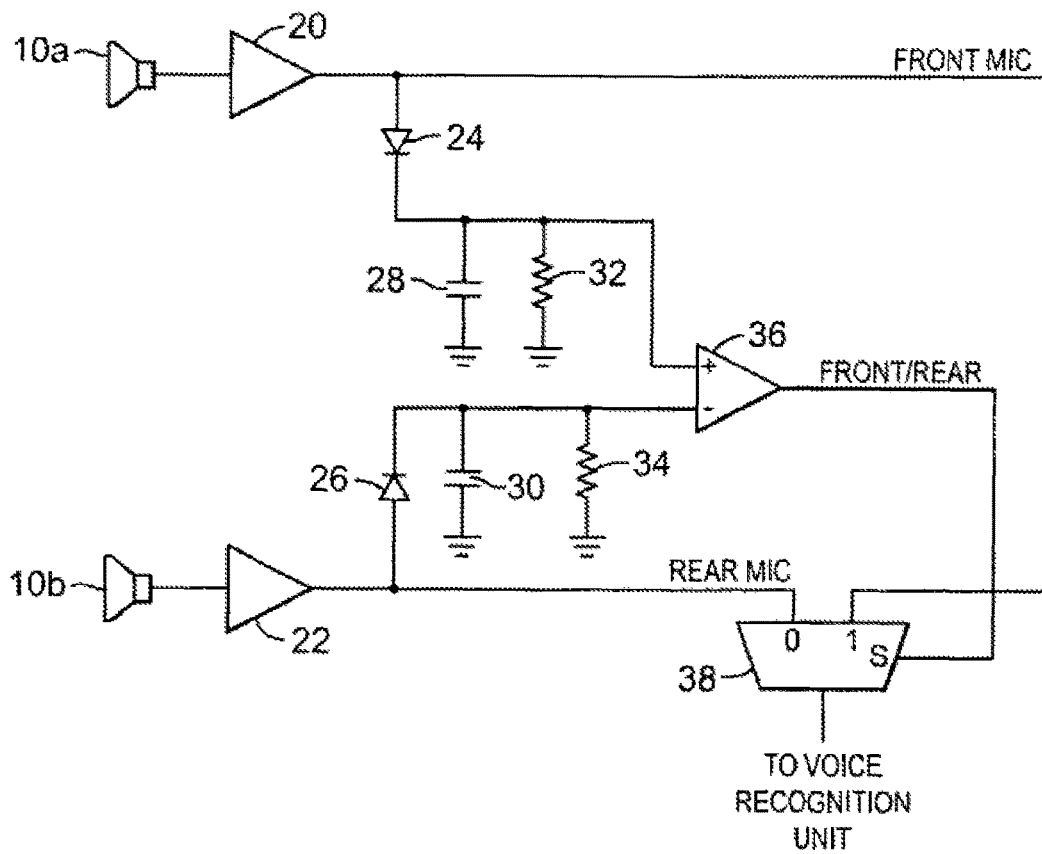 10a
20
FRONT MIC
24
28
32
36
+
-
FRONT/REAR
26
30
34
10b
22
REAR MIC
0
1
S
38
TO VOICE
RECOGNITION
UNIT